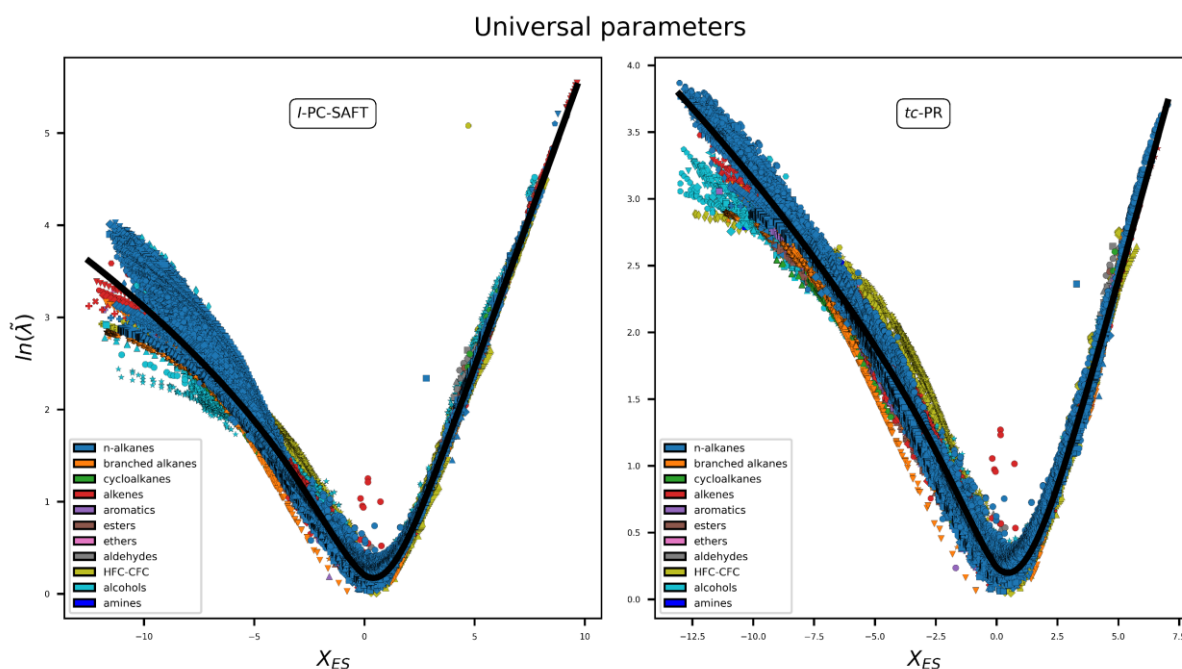 Universal parameters
I-PC-SAFT
tc-PR
ln(λ̃)
5
4
3
2
1
0
n-alkanes
branched alkanes
cycloalkanes
alkenes
aromatics
esters
ethers
aldehydes
HFC-CFC
alcohols
amines
−10
−5
0
5
10
X_ES
4.0
3.5
3.0
2.5
2.0
1.5
1.0
0.5
0.0
n-alkanes
branched alkanes
cycloalkanes
alkenes
aromatics
esters
ethers
aldehydes
HFC-CFC
alcohols
amines
−12.5
−10.0
−7.5
−5.0
−2.5
0.0
2.5
5.0
7.5
X_ES